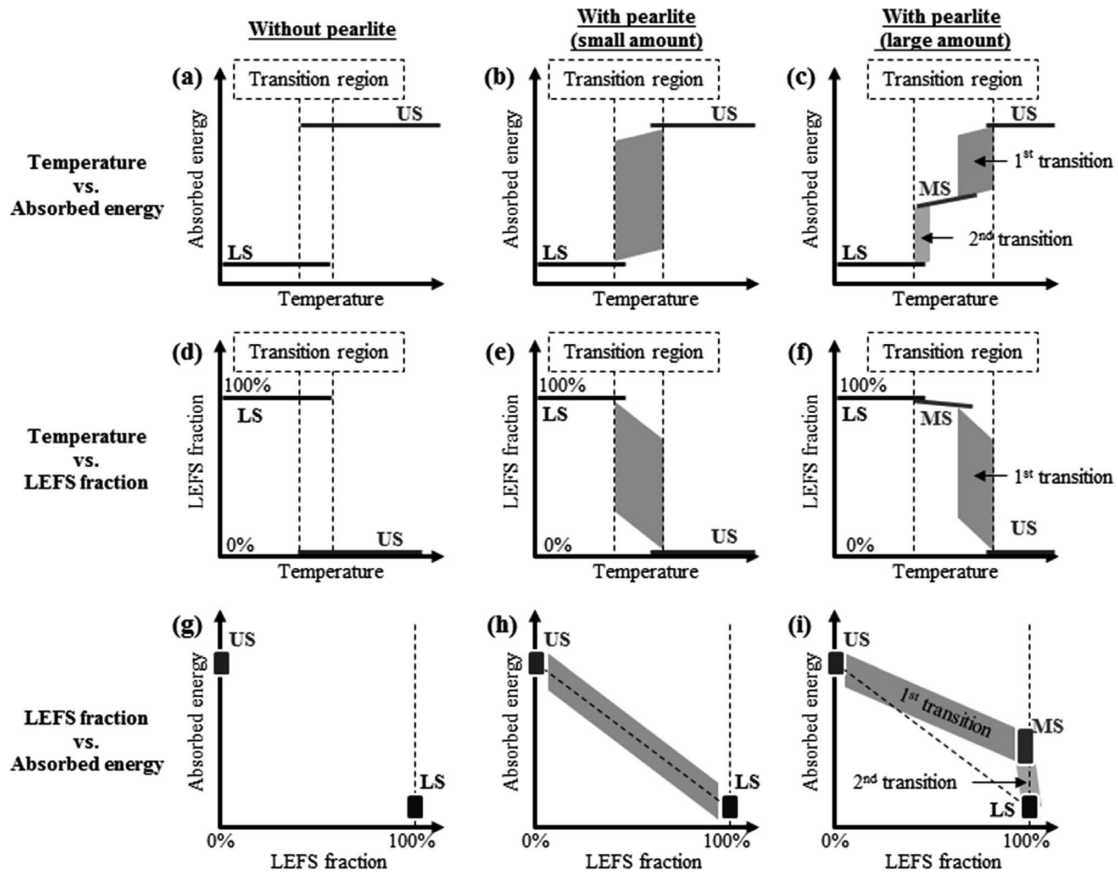 Without pearlite
With pearlite
(small amount)
With pearlite
(large amount)
Temperature
vs.
Absorbed energy
(a)
Transition region
US
LS
Absorbed energy
Temperature
(b)
Transition region
US
LS
Absorbed energy
Temperature
(c)
Transition region
US
1st transition
MS
2nd transition
LS
Absorbed energy
Temperature
Temperature
vs.
LEFS fraction
(d)
Transition region
100%
LS
US
0%
LEFS fraction
Temperature
(e)
Transition region
100%
LS
US
0%
LEFS fraction
Temperature
(f)
Transition region
100%
LS
MS
1st transition
US
0%
LEFS fraction
Temperature
LEFS fraction
vs.
Absorbed energy
(g)
US
LS
Absorbed energy
0%
100%
LEFS fraction
(h)
US
LS
Absorbed energy
0%
100%
LEFS fraction
(i)
US
1st transition
MS
2nd transition
LS
Absorbed energy
0%
100%
LEFS fraction